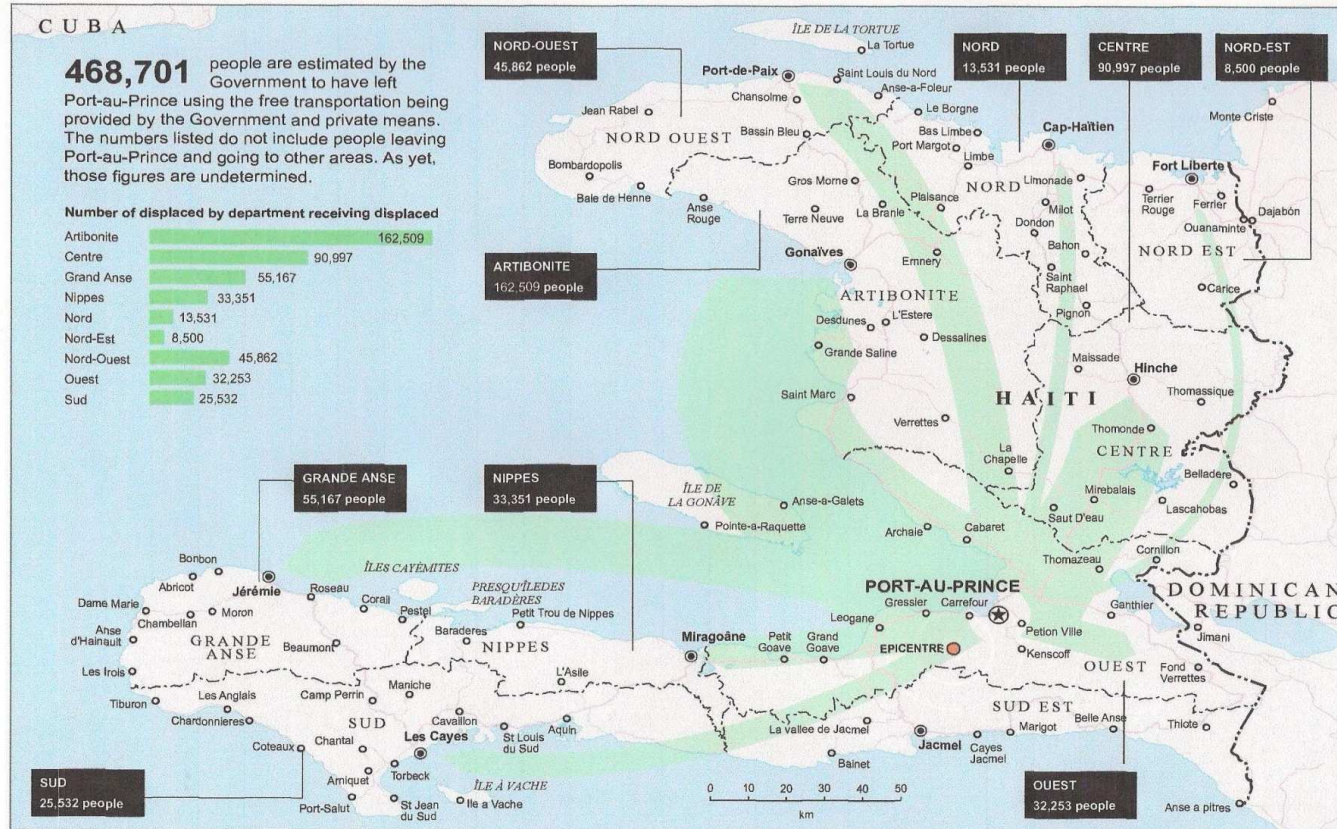 CUBA
468,701 people are estimated by the
Government to have left
Port-au-Prince using the free transportation being
provided by the Government and private means.
The numbers listed do not include people leaving
Port-au-Prince and going to other areas. As yet,
those figures are undetermined.
Number of displaced by department receiving displaced
Artibonite 162,509
Centre 90,997
Grand Anse 55,167
Nippes 33,351
Nord 13,531
Nord-Est 8,500
Nord-Ouest 45,862
Ouest 32,253
Sud 25,532
NORD-OUEST
45,862 people
NORD
13,531 people
CENTRE
90,997 people
NORD-EST
8,500 people
ARTIBONITE
162,509 people
GRANDE ANSE
55,167 people
NIPPES
33,351 people
SUD
25,532 people
OUEST
32,253 people
ÎLE DE LA TORTUE
La Tortue
Port-de-Paix
Saint Louis du Nord
Chansolme
Anse-a-Foleur
Jean Rabel
Le Borgne
NORD OUEST
Bassin Bleu
Bas Limbe
Port Margot
Limbe
Cap-Haïtien
Monte Criste
Fort Liberte
Bombardopolis
Baie de Henne
Anse
Rouge
Gros Morne
Terre Neuve
La Branle
Plaisance
NORD
Limonade
Milot
Dondon
Terrier
Rouge
Ferrier
Ouanaminte
Dajabón
NORD EST
Bahon
Saint
Raphael
Pignon
Carice
Gonaïves
Emnery
ARTIBONITE
L'Estere
Desdunes
Dessalines
Grande Saline
Maissade
Hinche
Saint Marc
HAITI
Thomassique
Verrettes
Thomonde
CENTRE
La
Chapelle
Belladere
Mirebalais
Lascahobas
Saut D'eau
ÎLE DE
LA GONÂVE
Anse-a-Galets
Pointe-a-Raquette
Archaie
Cabaret
Cornillon
Thomazeau
PORT-AU-PRINCE
DOMINICAN
REPUBLIC
Ganthier
Jimani
Gressier
Carrefour
Leogane
Petion Ville
Kenscoff
EPICENTRE
OUEST
Fond
Verrettes
Petit
Goave
Grand
Goave
Miragoâne
Bonbon
Abricot
Jérémie
Roseau
ÎLES CAYÉMITES
PRESQU'ÎLEDES
BARADÈRES
Dame Marie
Chambellan
Moron
Corail
Pestel
Petit Trou de Nippes
Anse
d'Hainault
GRANDE
ANSE
Beaumont
Baraderes
NIPPES
Les Irois
L'Asile
Tiburon
Les Anglais
Camp Perrin
Maniche
Chardonnieres
SUD
Cavaillon
St Louis
du Sud
Aquin
Coteaux
Chantal
Les Cayes
Arniquet
Torbeck
Port-Salut
St Jean
du Sud
ÎLE À VACHE
Ile a Vache
SUD EST
La vallee de Jacmel
Jacmel
Cayes
Jacmel
Marigot
Belle Anse
Thiote
Bainet
Anse a pitres
0 10 20 30 40 50
km